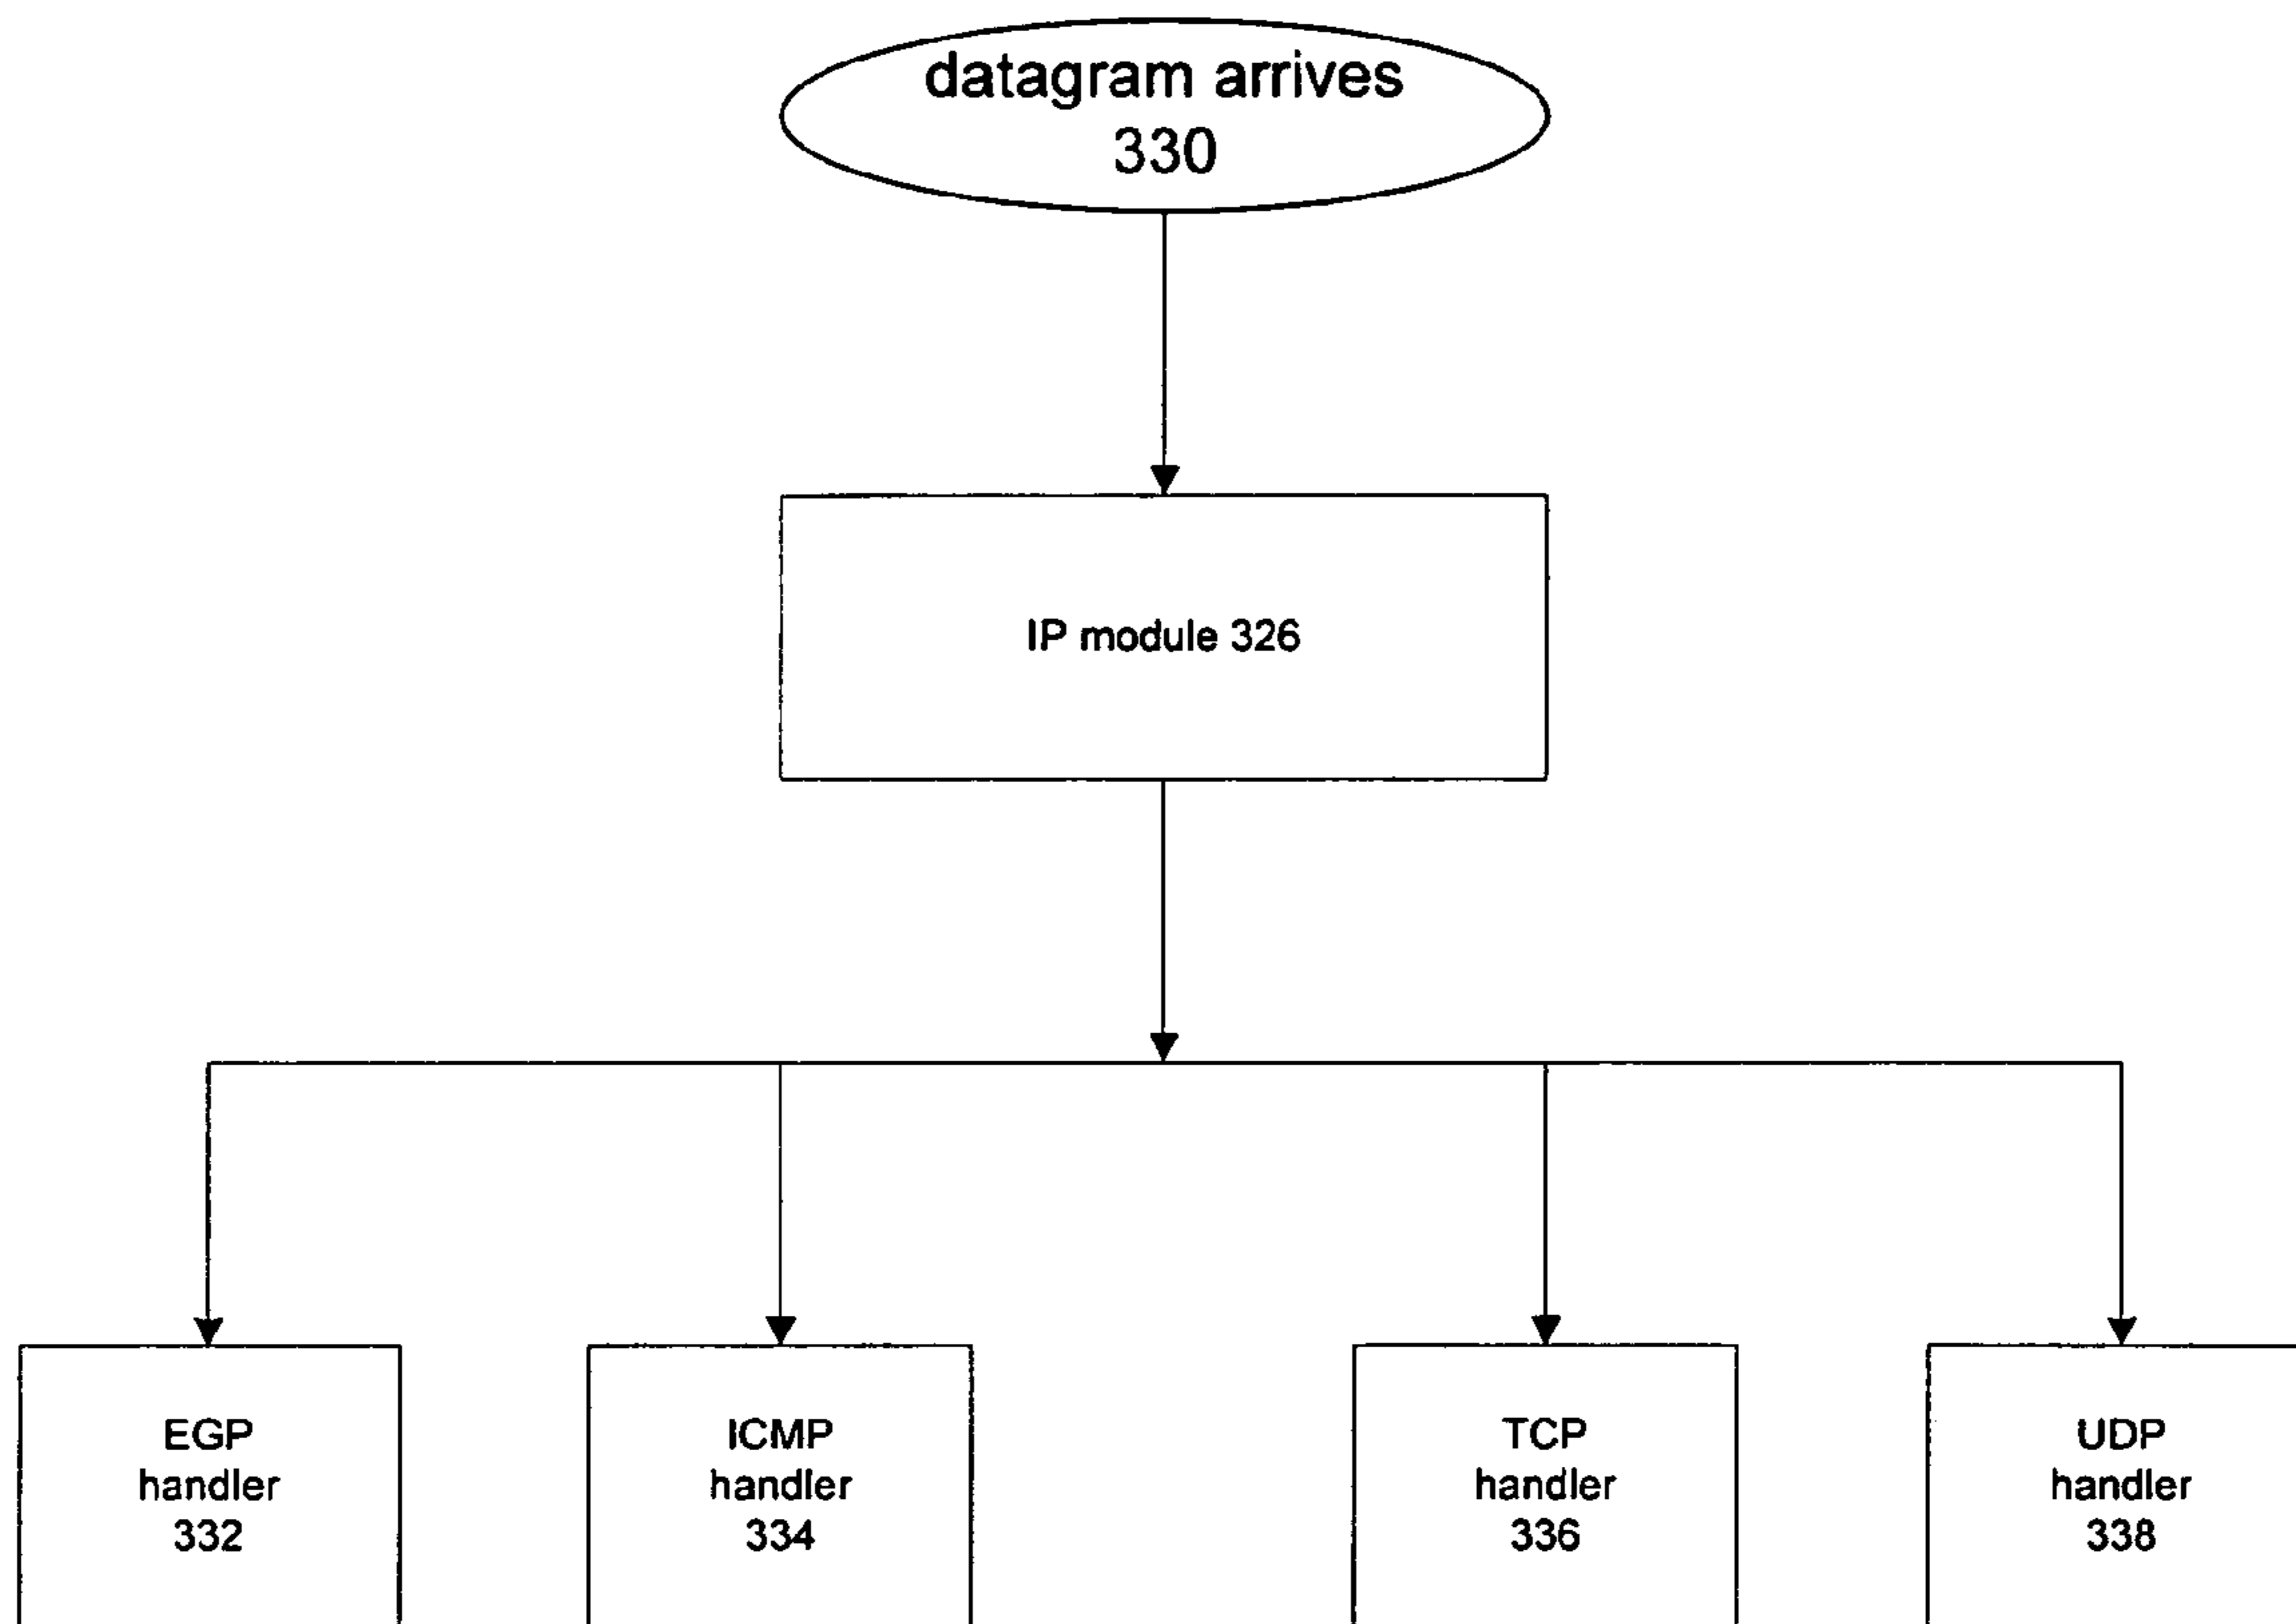 datagram arrives
330
IP module 326
EGP
handler
332
ICMP
handler
334
TCP
handler
336
UDP
handler
338